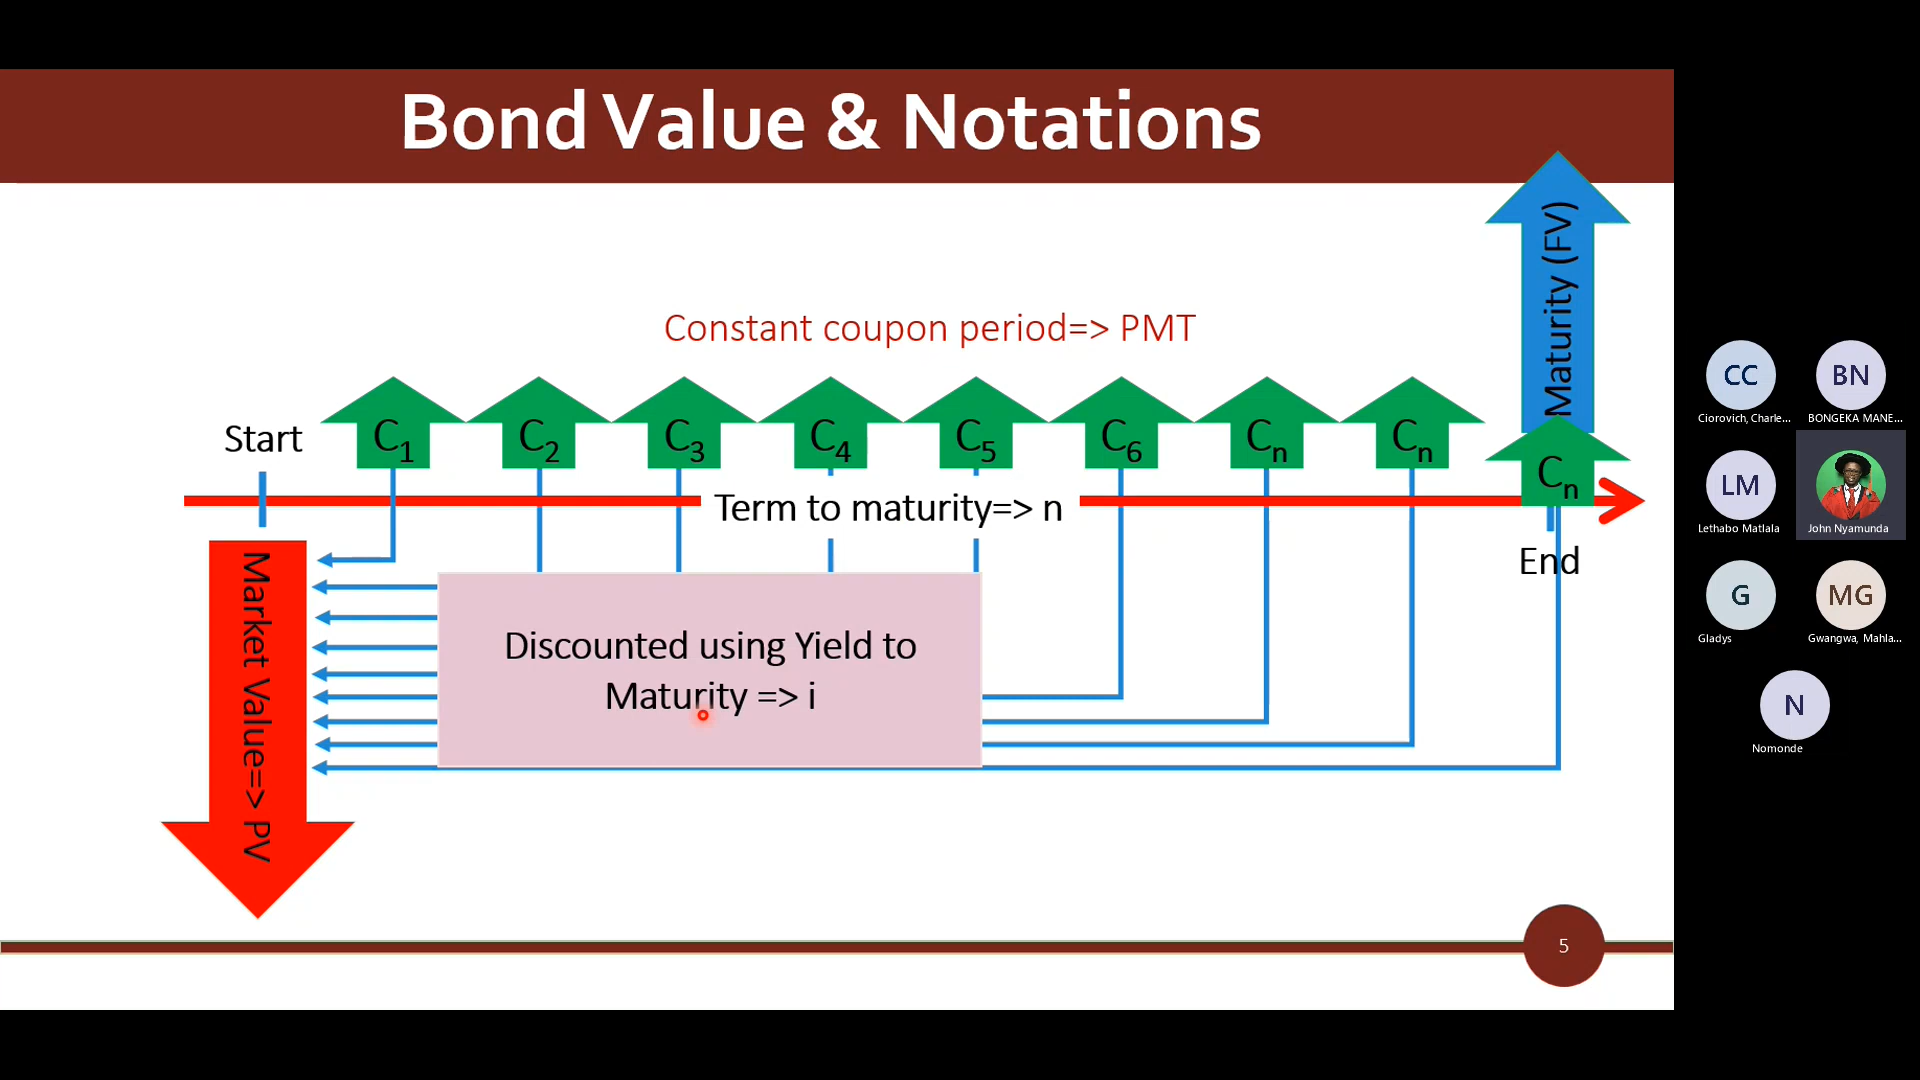 Bond Value & Notations
Maturity (FV)
Constant coupon period=> PMT
Start
C1
C2
C3
C4
C5
C6
Cn
Cn
Cn
Term to maturity=> n
End
Market Value=> PV
Discounted using Yield to
Maturity => i
5
CC
Ciorovich, Charle...
BN
BONGEKA MANE...
LM
Lethabo Matlala
John Nyamunda
G
Gladys
MG
Gwangwa, Mahla...
N
Nomonde